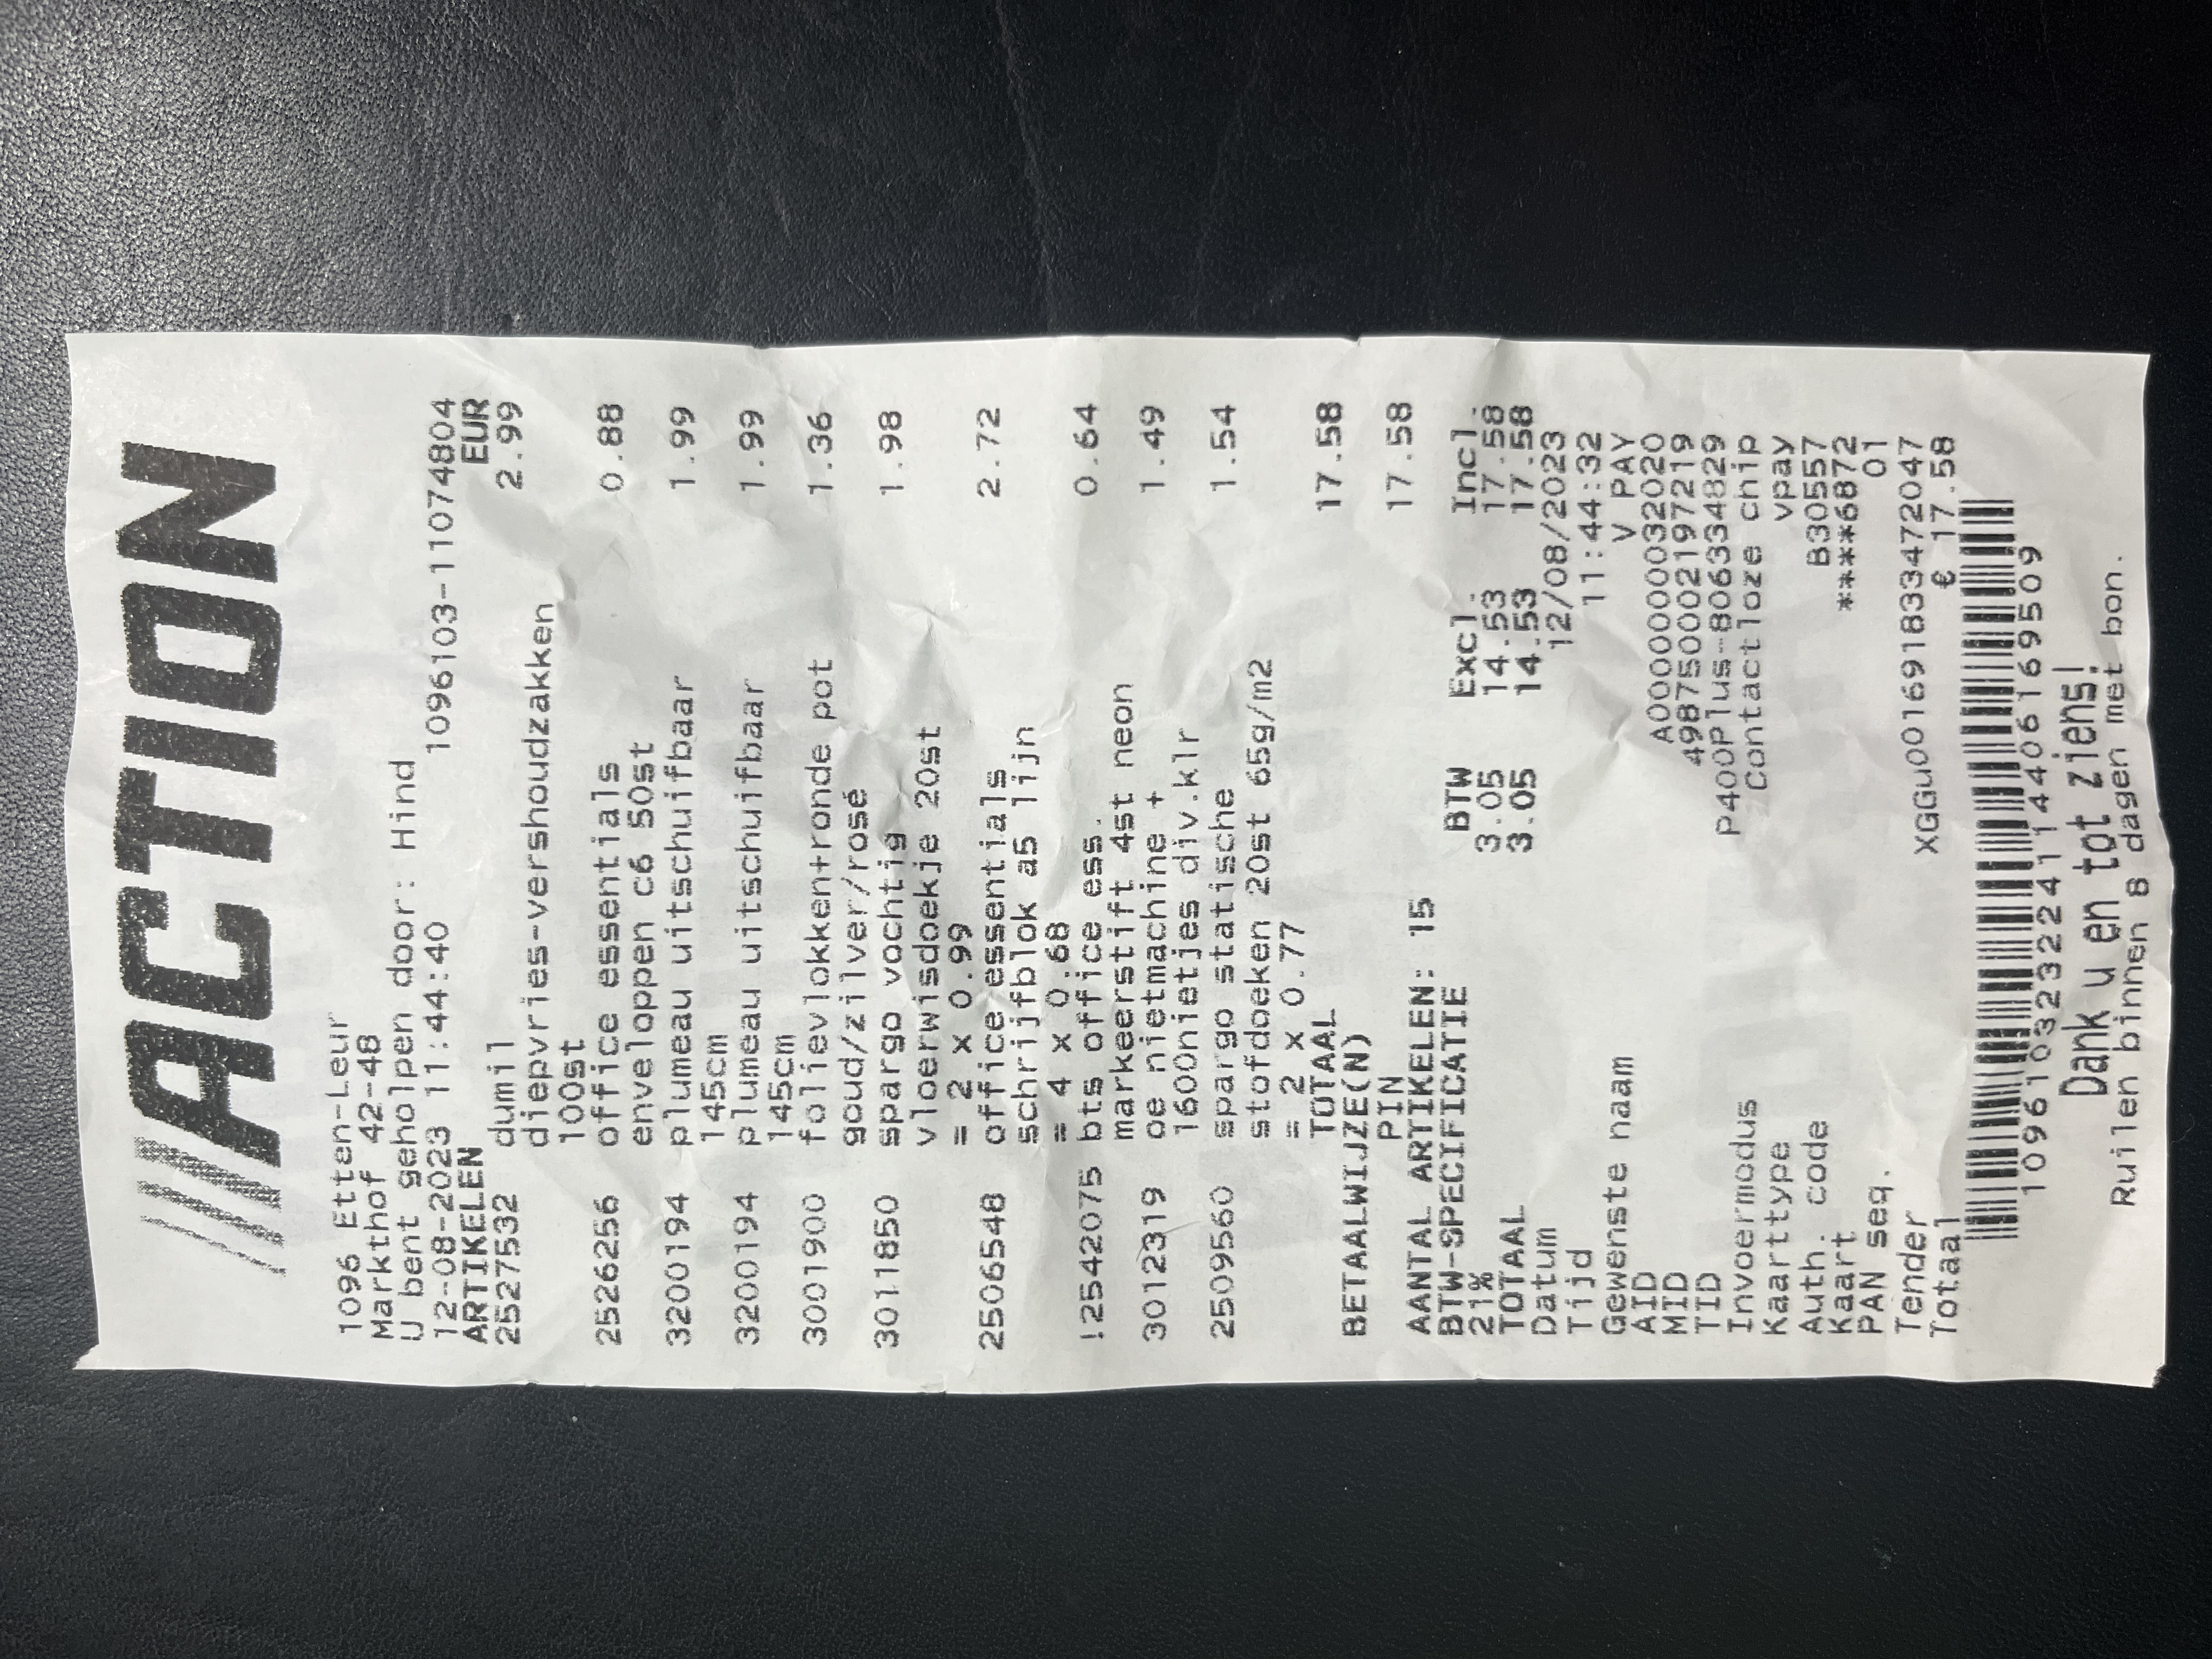 ACTION
1096 Etten-Leur
Markthof 42-48
U bent geholpen door: Hind
12-08-2023 11:44:40 1096103-11074804
ARTIKELEN EUR
2527532 dumil 2.99
diepvries-vershoudzakken
100st
2526256 office essentials 0.88
enveloppen c6 50st
3200194 plumeau uitschuifbaar 1.99
145cm
3200194 plumeau uitschuifbaar 1.99
145cm
3001900 folievlokken+ronde pot 1.36
goud/zilver/rosé
3011850 spargo vochtig 1.98
vloerwisdoekje 20st
= 2 x 0.99
2506548 office essentials 2.72
schrijfblok a5 lijn
= 4 x 0.68
!2542075 bts office ess. 0.64
markeerstift 4st neon
3012319 oe nietmachine + 1.49
1600nietjes div.klr
2509560 spargo statische 1.54
stofdoeken 20st 65g/m2
= 2 x 0.77
TOTAAL 17.58
BETAALWIJZE(N)
PIN 17.58
AANTAL ARTIKELEN: 15
BTW-SPECIFICATIE BTW Excl. Incl.
21% 3.05 14.53 17.58
TOTAAL 3.05 14.53 17.58
Datum 12/08/2023
Tijd 11:44:32
Gewenste naam V PAY
AID A0000000032020
MID 498750002197219
TID P400Plus-806334829
Invoermodus Contactloze chip
Kaarttype vpay
Auth. code B30557
Kaart ****6872
PAN seq. 01
Tender XGGu001691833472047
Totaal € 17.58
109610323224114406169509
Dank u en tot ziens!
Ruilen binnen 8 dagen met bon.